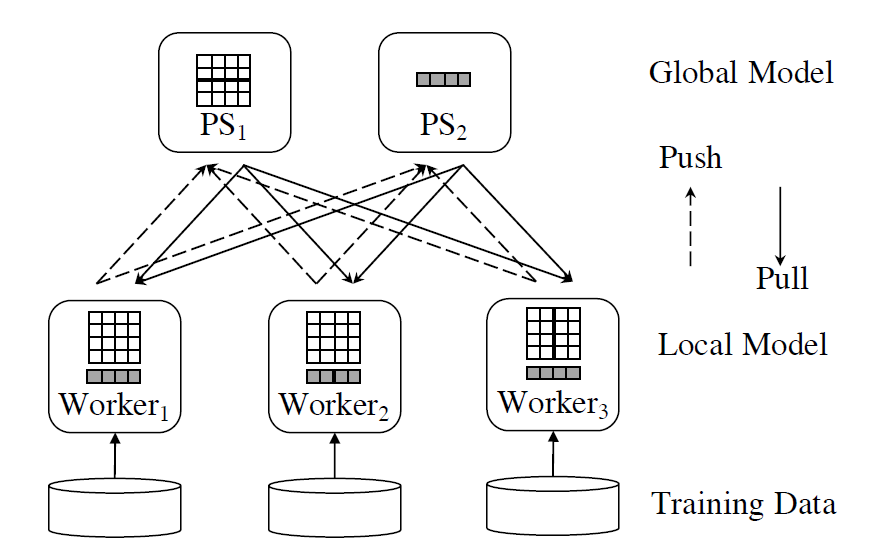 Global Model
PS₁
PS₂
Push
Pull
Local Model
Worker₁
Worker₂
Worker₃
Training Data